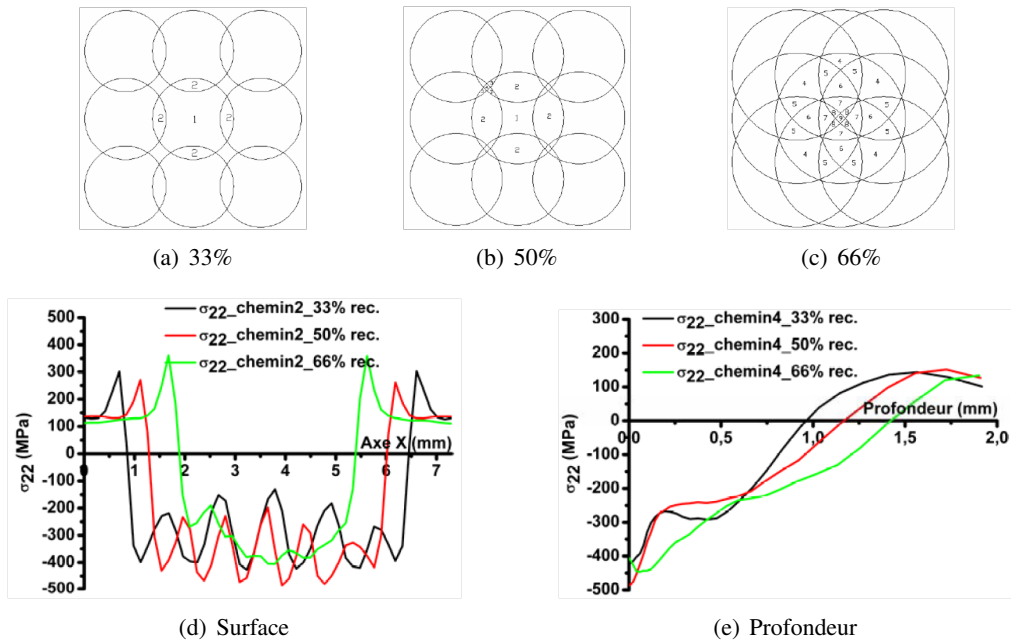 2
2 1 2
2
2
2 1 2
2
4
5 5
4 4
6
5 7 5
6 7 8 9 8 7 6
8 8
5 7 5
6
4 4
5 5
(a) 33%
(b) 50%
(c) 66%
σ22_chemin2_33% rec.
σ22_chemin2_50% rec.
σ22_chemin2_66% rec.
500
400
300
200
100
0
-100
-200
-300
-400
-500
σ22 (MPa)
Axe X (mm)
0 1 2 3 4 5 6 7
(d) Surface
σ22_chemin4_33% rec.
σ22_chemin4_50% rec.
σ22_chemin4_66% rec.
300
200
100
0
-100
-200
-300
-400
-500
σ22 (MPa)
Profondeur (mm)
0,0 0,5 1,0 1,5 2,0
(e) Profondeur